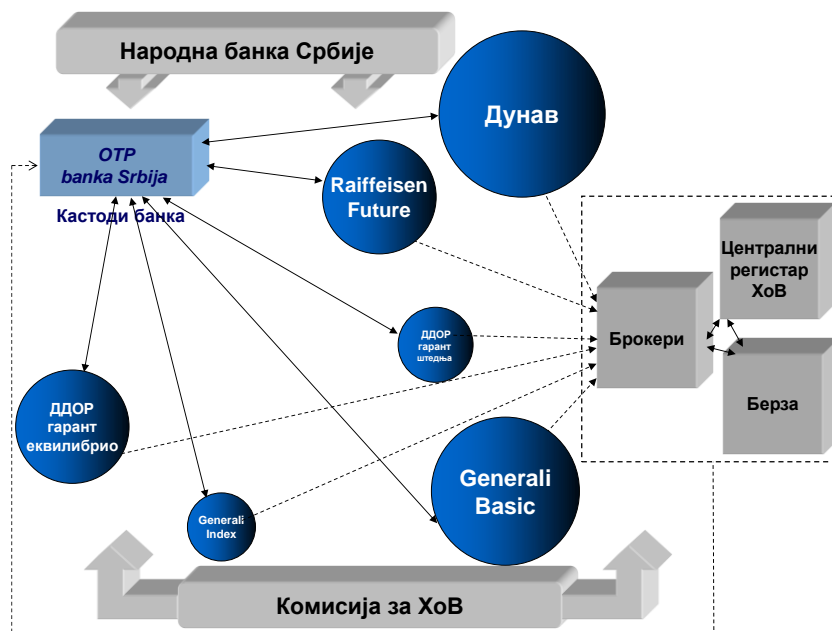 Народна банка Србије
Дунав
OTP
banka Srbija
Кастоди банка
Raiffeisen
Future
Централни
регистар
ХоВ
Брокери
ДДОР
гарант
штедња
Берза
ДДОР
гарант
еквилибрио
Generali
Basic
Generali
Index
Комисија за ХоВ